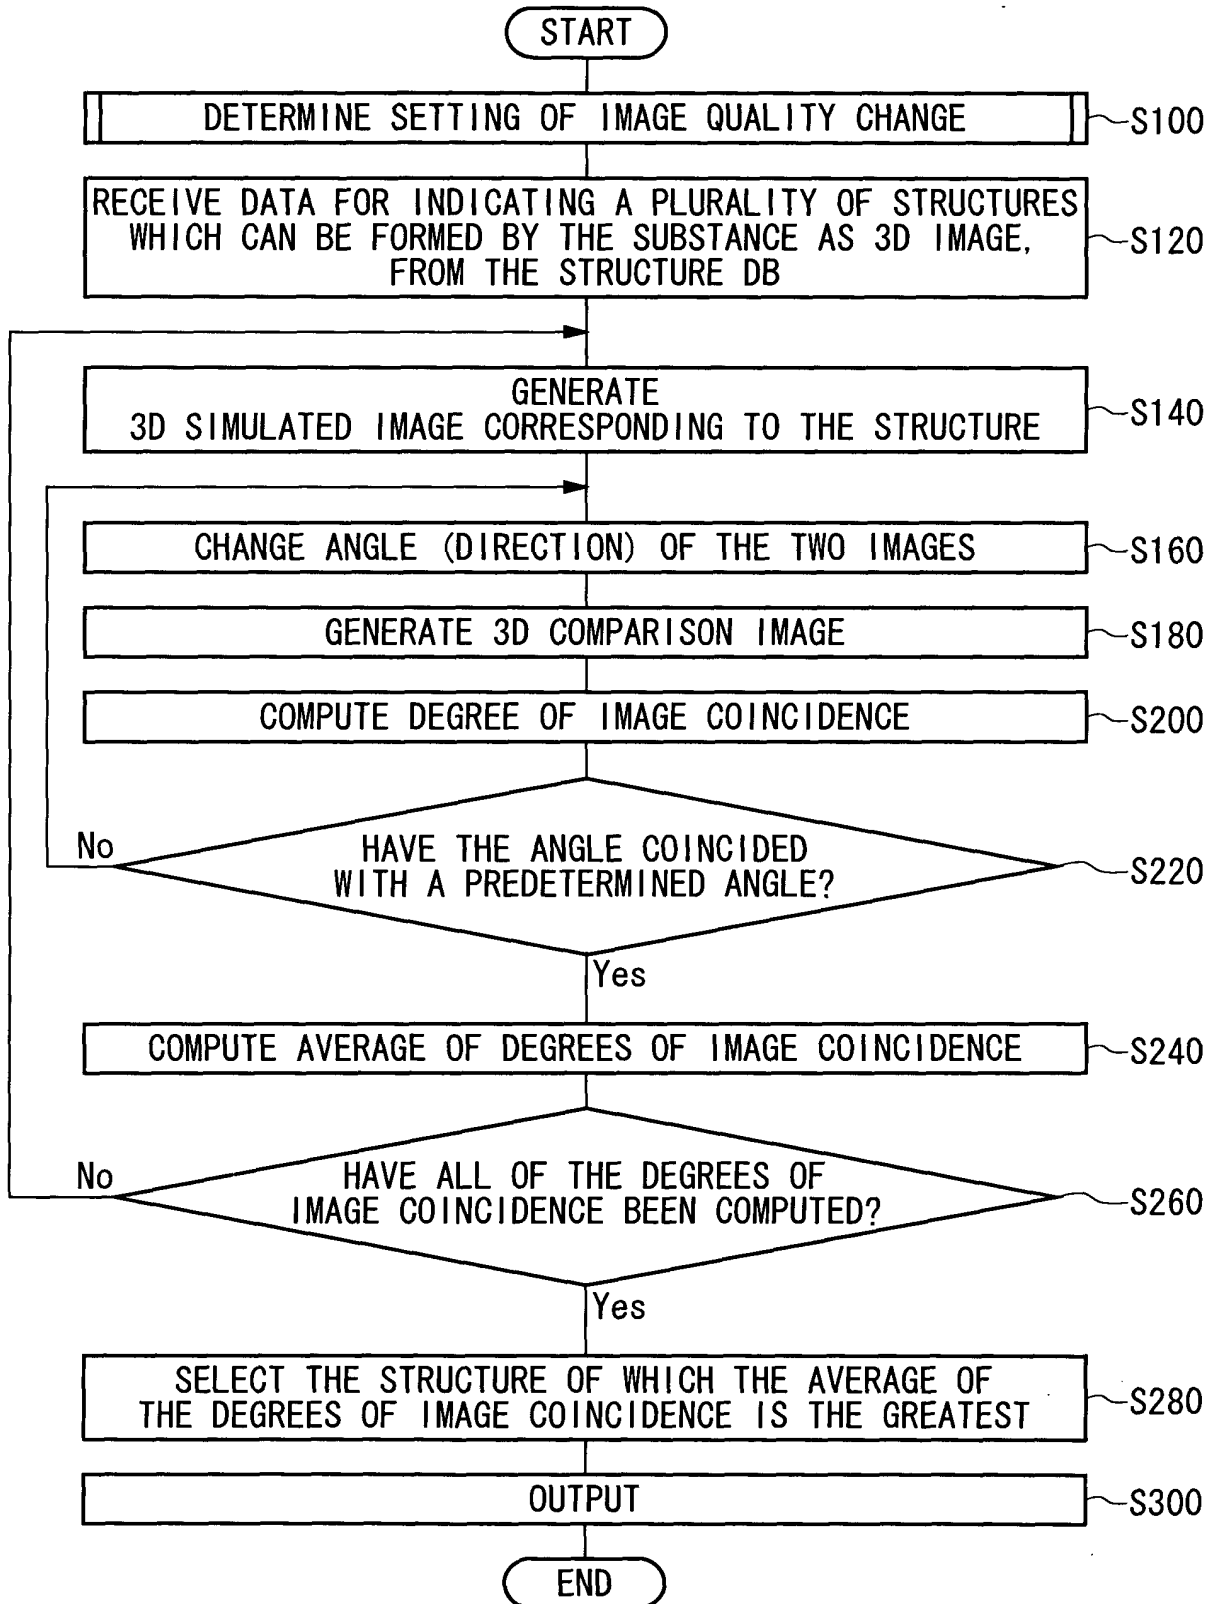 START
DETERMINE SETTING OF IMAGE QUALITY CHANGE
S100
RECEIVE DATA FOR INDICATING A PLURALITY OF STRUCTURES
WHICH CAN BE FORMED BY THE SUBSTANCE AS 3D IMAGE,
FROM THE STRUCTURE DB
S120
GENERATE
3D SIMULATED IMAGE CORRESPONDING TO THE STRUCTURE
S140
CHANGE ANGLE (DIRECTION) OF THE TWO IMAGES
S160
GENERATE 3D COMPARISON IMAGE
S180
COMPUTE DEGREE OF IMAGE COINCIDENCE
S200
No
HAVE THE ANGLE COINCIDED
WITH A PREDETERMINED ANGLE?
S220
Yes
COMPUTE AVERAGE OF DEGREES OF IMAGE COINCIDENCE
S240
No
HAVE ALL OF THE DEGREES OF
IMAGE COINCIDENCE BEEN COMPUTED?
S260
Yes
SELECT THE STRUCTURE OF WHICH THE AVERAGE OF
THE DEGREES OF IMAGE COINCIDENCE IS THE GREATEST
S280
OUTPUT
S300
END